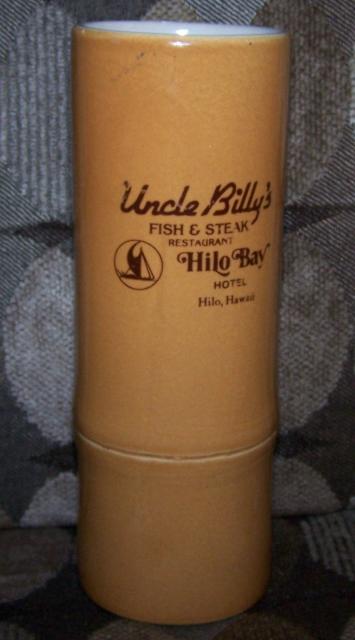 Uncle Billy's
FISH & STEAK
RESTAURANT
Hilo Bay
HOTEL
Hilo, Hawaii